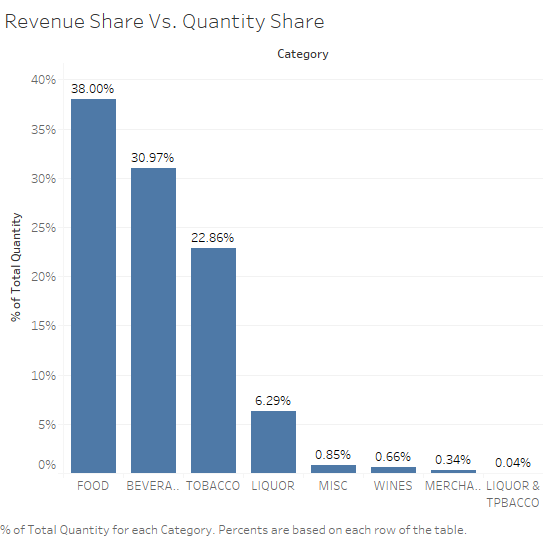 Revenue Share Vs. Quantity Share
Category
% of Total Quantity
40%
35%
30%
25%
20%
15%
10%
5%
0%
38.00%
30.97%
22.86%
6.29%
0.85%
0.66%
0.34%
0.04%
FOOD
BEVERA..
TOBACCO
LIQUOR
MISC
WINES
MERCHA..
LIQUOR &
TPBACCO
% of Total Quantity for each Category. Percents are based on each row of the table.